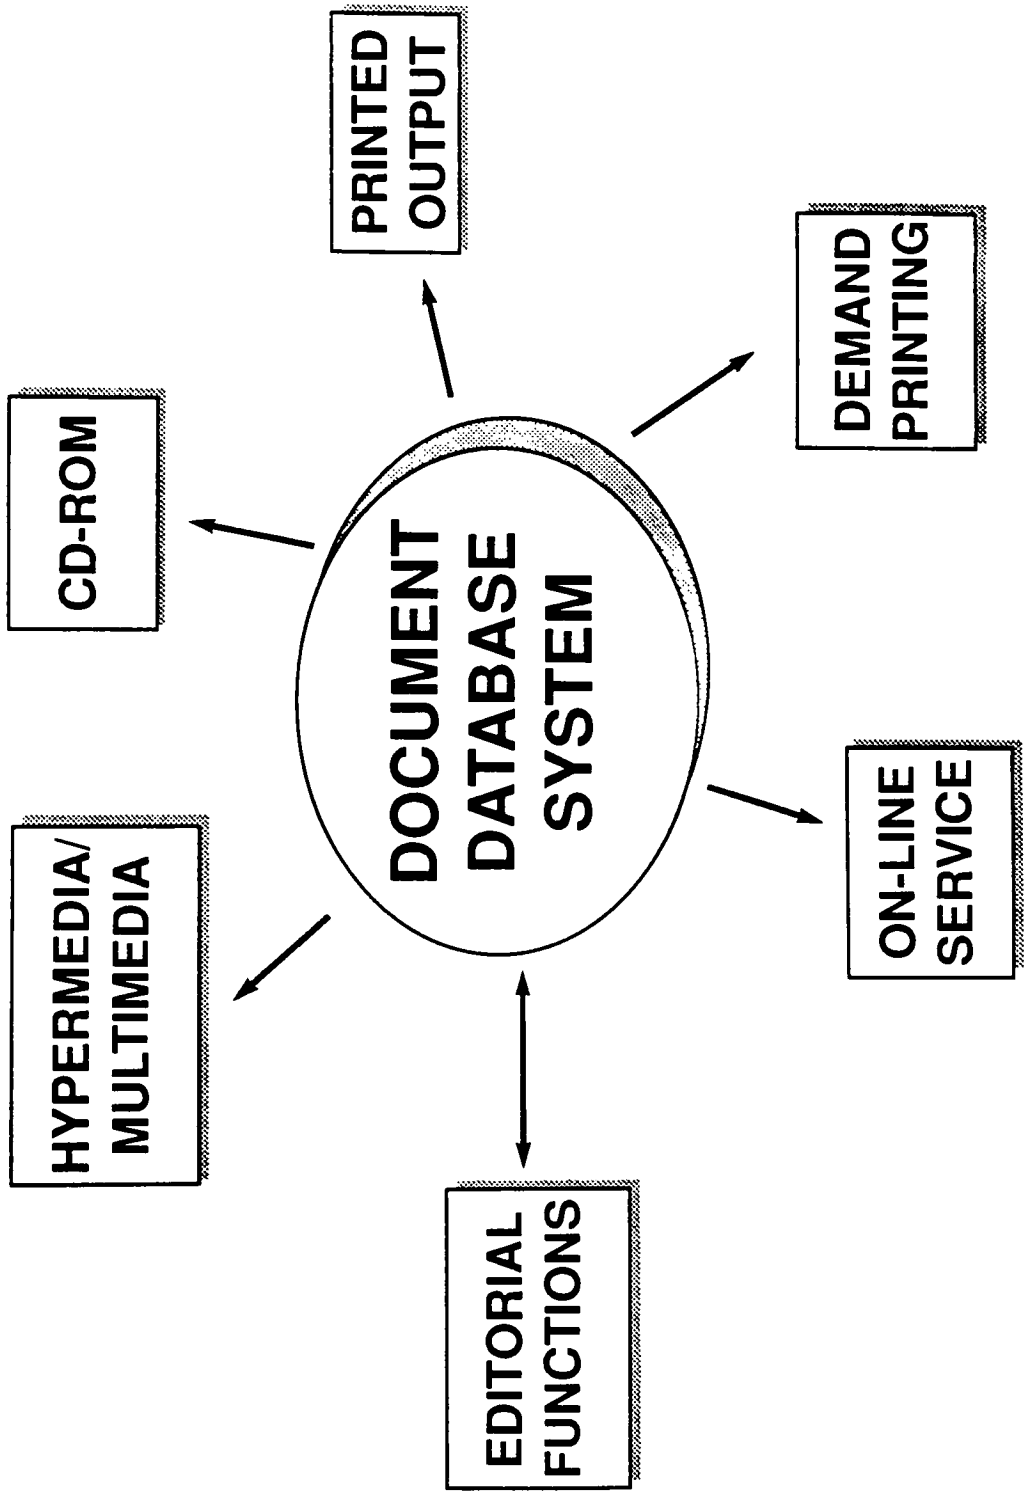 HYPERMEDIA/
MULTIMEDIA
CD-ROM
PRINTED
OUTPUT
EDITORIAL
FUNCTIONS
DOCUMENT
DATABASE
SYSTEM
ON-LINE
SERVICE
DEMAND
PRINTING